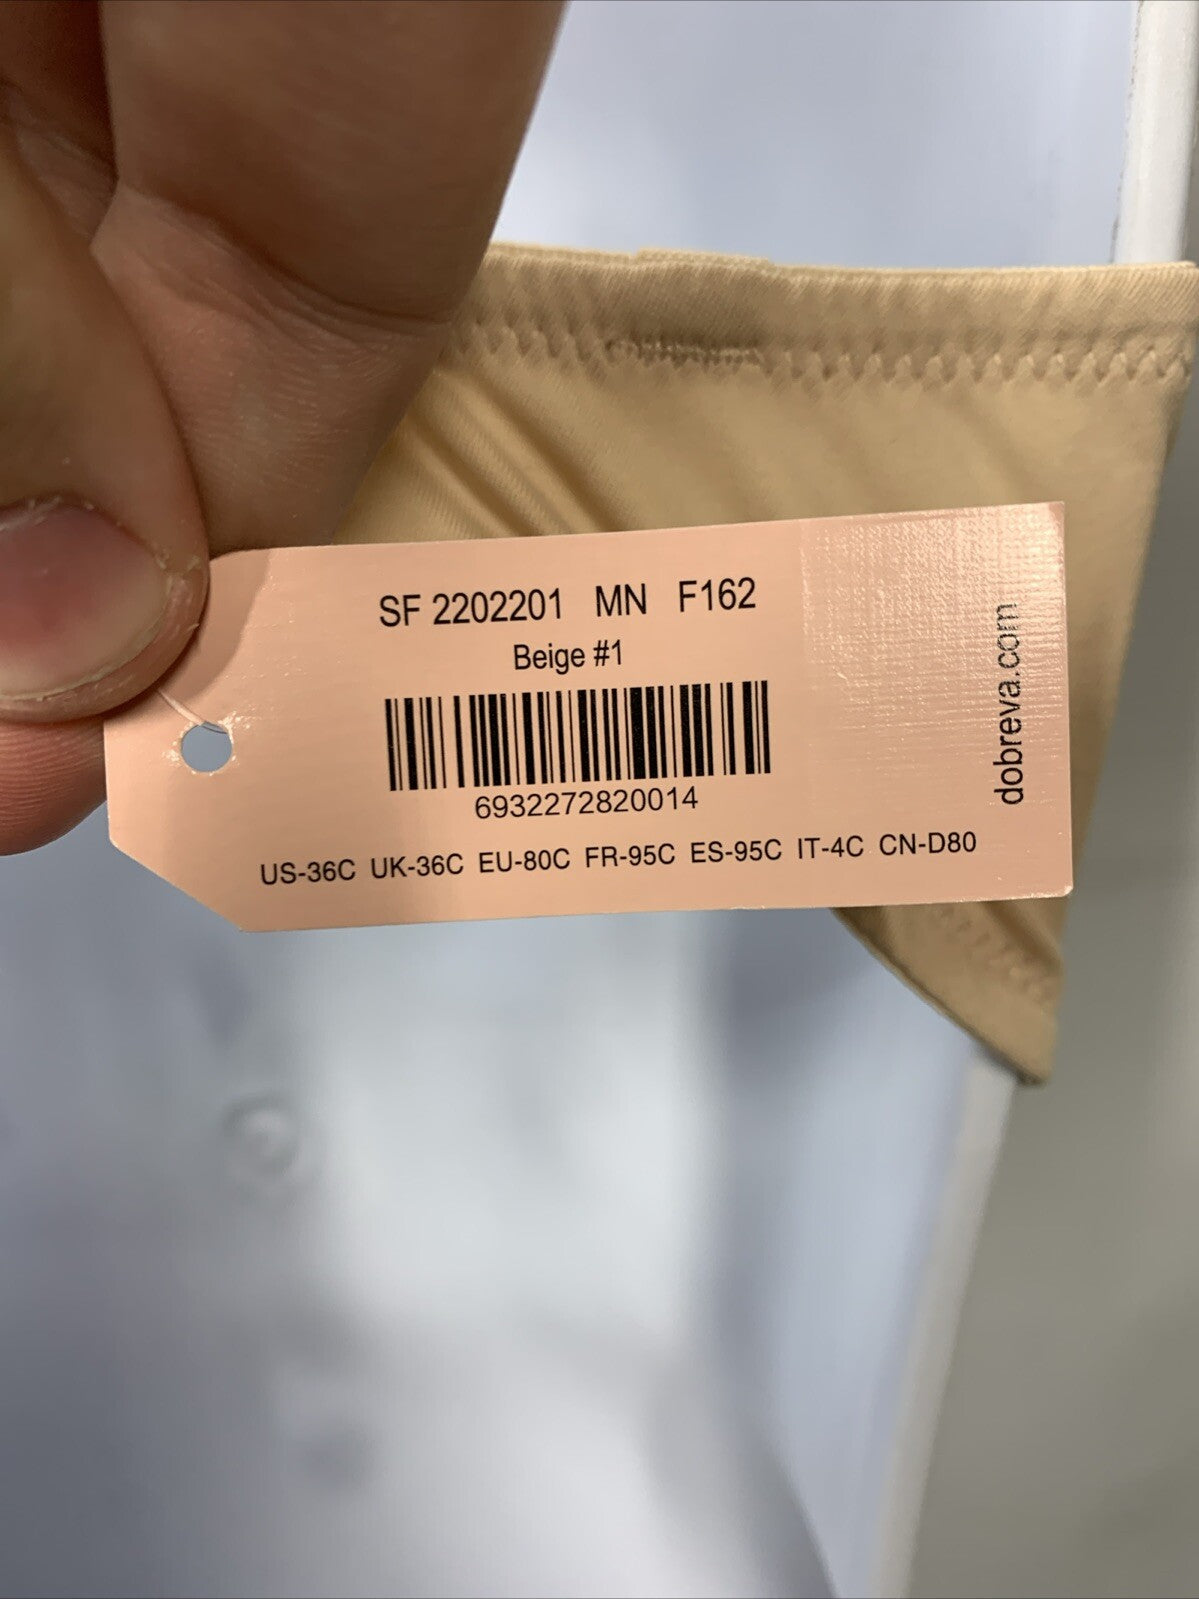 SF 2202201 MN F162
Beige #1
6932272820014
US-36C UK-36C EU-80C FR-95C ES-95C IT-4C CN-D80
dobreva.com